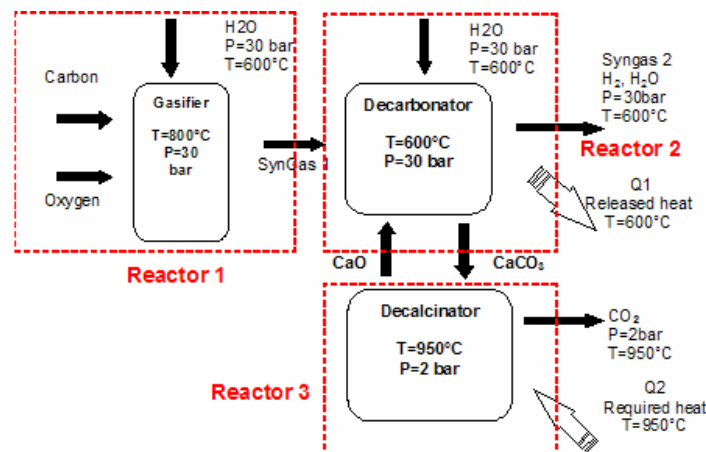 H2O
P=30 bar
T=600°C
Carbon
Gasifier
T=800°C
P=30
bar
Oxygen
SynGas 1
Reactor 1
H2O
P=30 bar
T=600°C
Decarbonator
T=600°C
P=30 bar
Syngas 2
H₂, H₂O
P=30bar
T=600°C
Reactor 2
Q1
Released heat
T=600°C
CaO
CaCO₃
Decalcinator
T=950°C
P=2 bar
Reactor 3
CO₂
P=2bar
T=950°C
Q2
Required heat
T=950°C